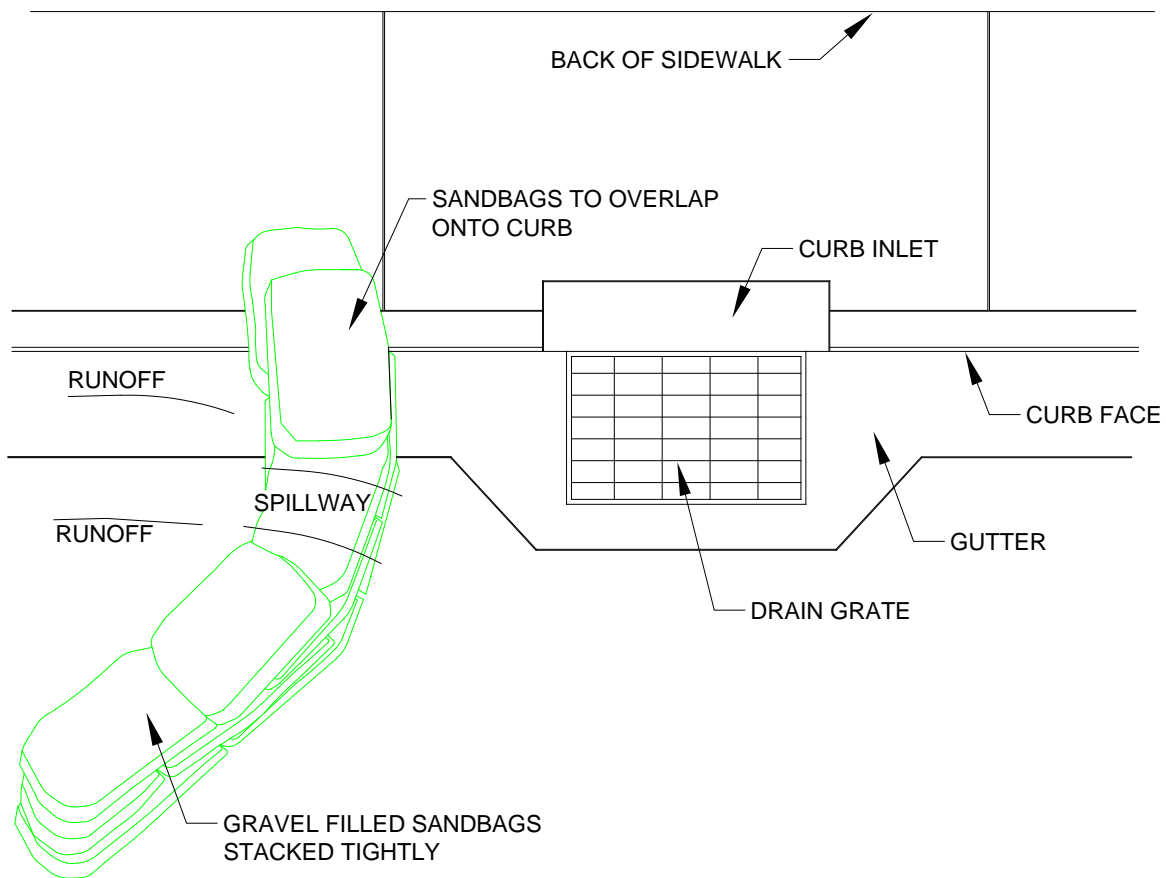 BACK OF SIDEWALK
SANDBAGS TO OVERLAP
ONTO CURB
CURB INLET
RUNOFF
CURB FACE
SPILLWAY
RUNOFF
GUTTER
DRAIN GRATE
GRAVEL FILLED SANDBAGS
STACKED TIGHTLY